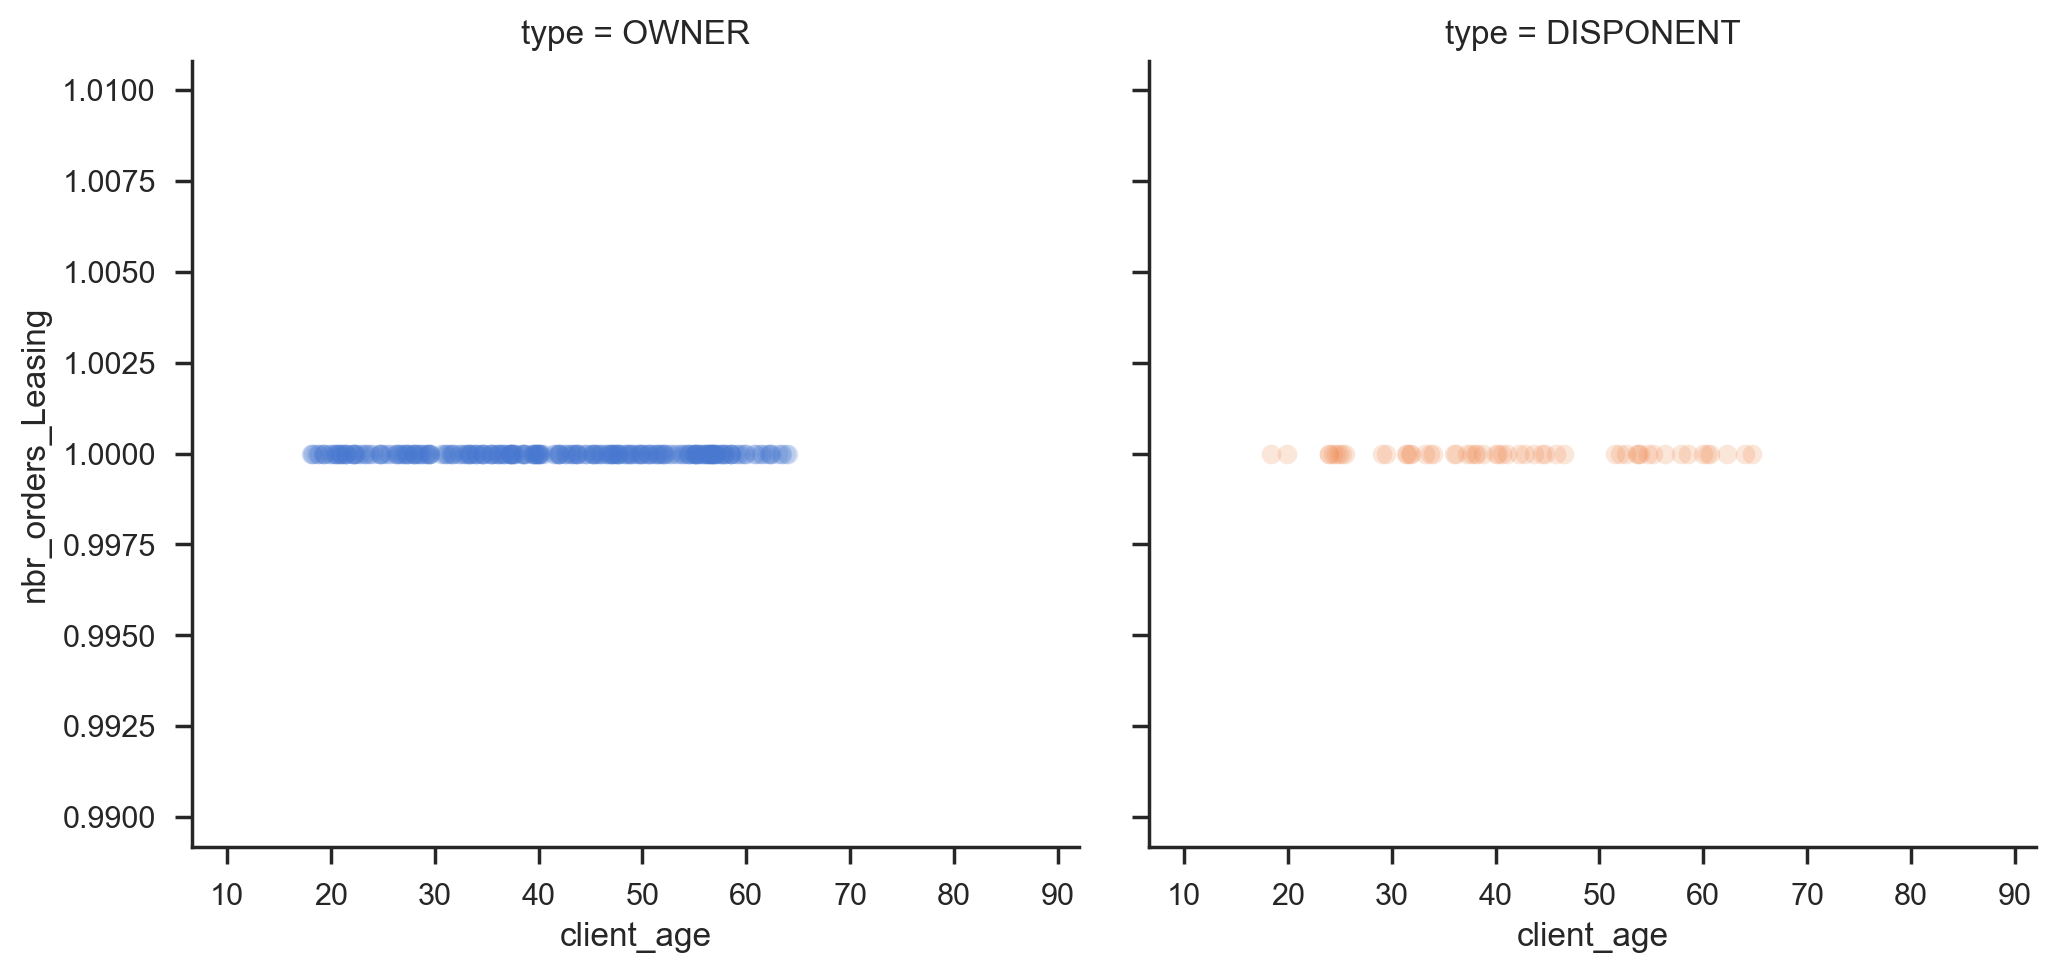 type = OWNER
type = DISPONENT
nbr_orders_Leasing
1.0100
1.0075
1.0050
1.0025
1.0000
0.9975
0.9950
0.9925
0.9900
10 20 30 40 50 60 70 80 90
10 20 30 40 50 60 70 80 90
client_age
client_age